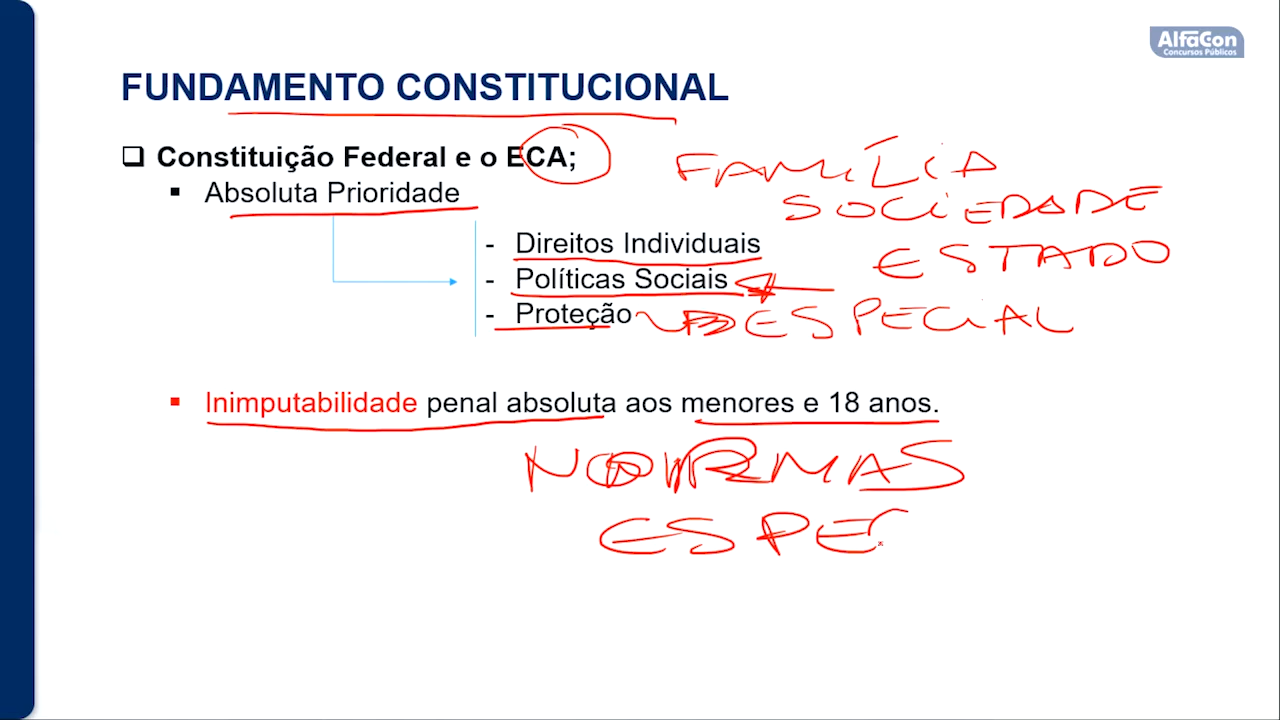 AlfaCon
Concursos Públicos
FUNDAMENTO CONSTITUCIONAL
Constituição Federal e o ECA;
Absoluta Prioridade
FAMÍLIA
SOCIEDADE
ESTADO
- Direitos Individuais
- Políticas Sociais
- Proteção ESPECIAL
Inimputabilidade penal absoluta aos menores e 18 anos.
NORMAS
ESPE